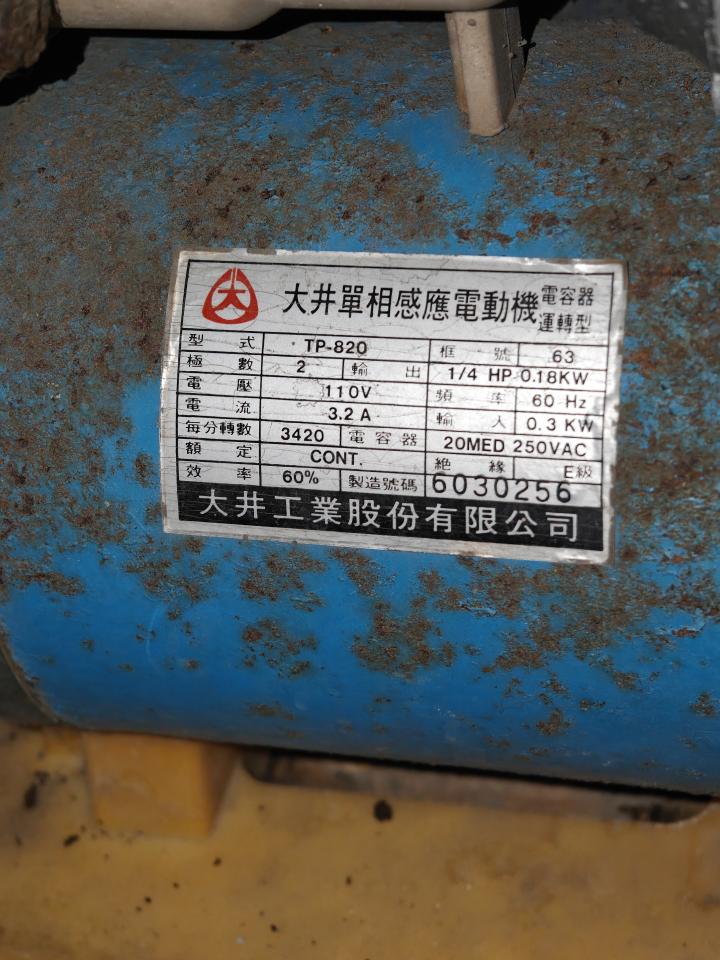 大
大井單相感應電動機 電容器
運轉型
型式 TP-820 框號 63
極數 2 輸出 1/4 HP 0.18KW
電壓 110V 頻率 60 Hz
電流 3.2 A 輸入 0.3 KW
每分轉數 3420 電容器 20MED 250VAC
額定 CONT. 絶緣 E級
效率 60% 製造號碼 6030256
大井工業股份有限公司